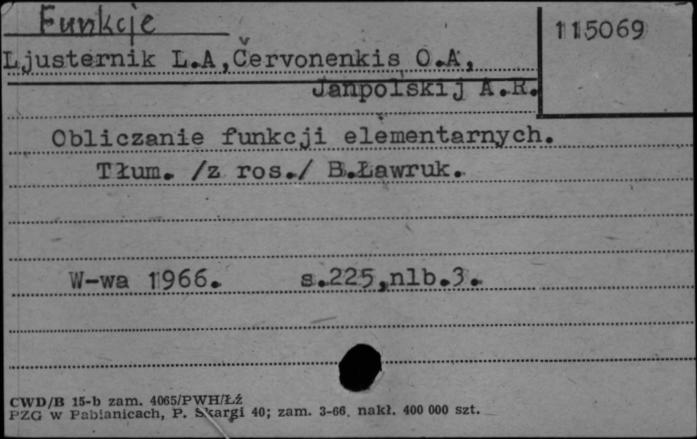 Funkcje
115069
Ljusternik L.A,Červonenkis O.A,
Janpolskij A.R.
Obliczanie funkcji elementarnych.
Tłum. /z ros./ B.Ławruk.
W-wa 1966. s.225,nlb.3.
CWD/B 15-b zam. 4065/PWH/Łź
PZG w Pabianicach, P. Skargi 40; zam. 3-66. nakł. 400 000 szt.